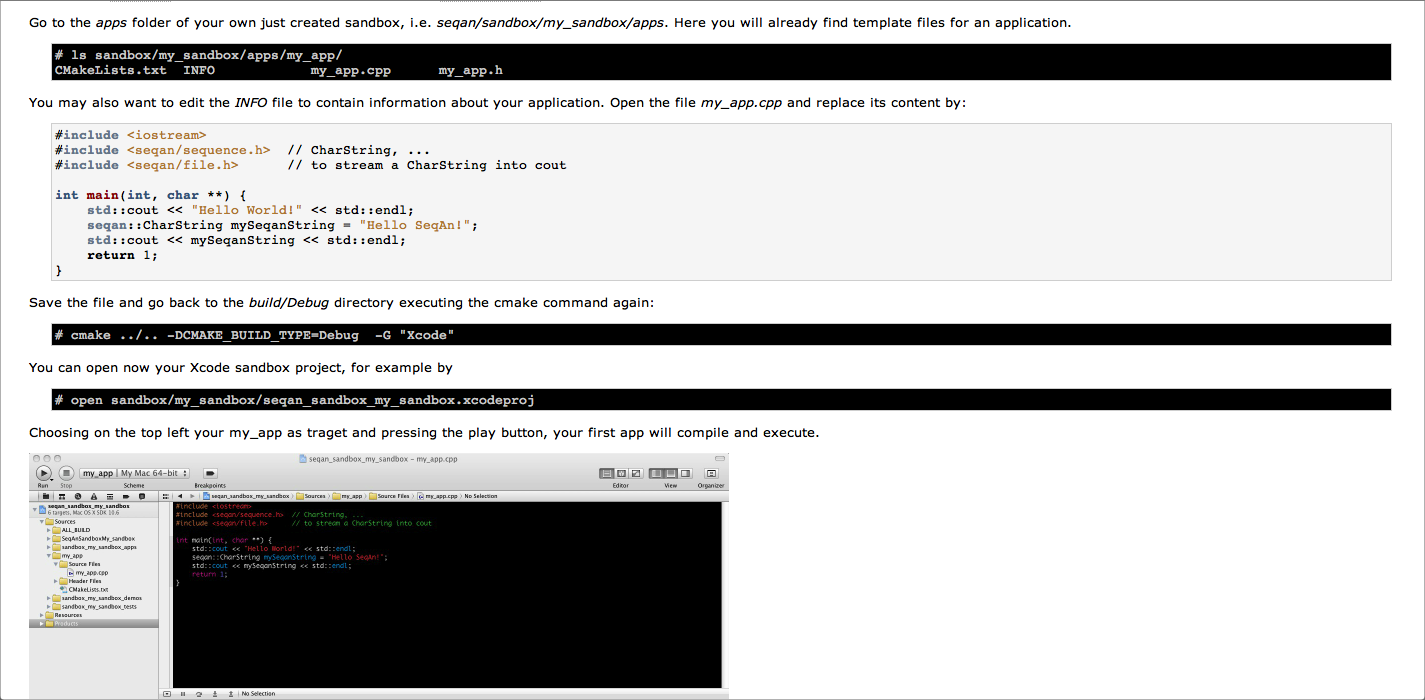 Go to the apps folder of your own just created sandbox, i.e. seqan/sandbox/my_sandbox/apps. Here you will already find template files for an application.
# ls sandbox/my_sandbox/apps/my_app/
CMakeLists.txt  INFO            my_app.cpp      my_app.h
You may also want to edit the INFO file to contain information about your application. Open the file my_app.cpp and replace its content by:
#include <iostream>
#include <seqan/sequence.h>  // CharString, ...
#include <seqan/file.h>      // to stream a CharString into cout
int main(int, char **) {
    std::cout << "Hello World!" << std::endl;
    seqan::CharString mySeqanString = "Hello SeqAn!";
    std::cout << mySeqanString << std::endl;
    return 1;
}
Save the file and go back to the build/Debug directory executing the cmake command again:
# cmake ../.. -DCMAKE_BUILD_TYPE=Debug  -G "Xcode"
You can open now your Xcode sandbox project, for example by
# open sandbox/my_sandbox/seqan_sandbox_my_sandbox.xcodeproj
Choosing on the top left your my_app as traget and pressing the play button, your first app will compile and execute.
seqan_sandbox_my_sandbox – my_app.cpp
my_app My Mac 64-bit
Run Stop Scheme Breakpoints Editor View Organizer
seqan_sandbox_my_sandbox Sources my_app Source Files my_app.cpp No Selection
seqan_sandbox_my_sandbox
6 targets, Mac OS X SDK 10.6
Sources
ALL_BUILD
SeqAnSandboxMy_sandbox
sandbox_my_sandbox_apps
my_app
Source Files
my_app.cpp
Header Files
CMakeLists.txt
sandbox_my_sandbox_demos
sandbox_my_sandbox_tests
Resources
Products
#include <iostream>
#include <seqan/sequence.h>  // CharString, ...
#include <seqan/file.h>      // to stream a CharString into cout
int main(int, char **) {
    std::cout << "Hello World!" << std::endl;
    seqan::CharString mySeqanString = "Hello SeqAn!";
    std::cout << mySeqanString << std::endl;
    return 1;
}
No Selection